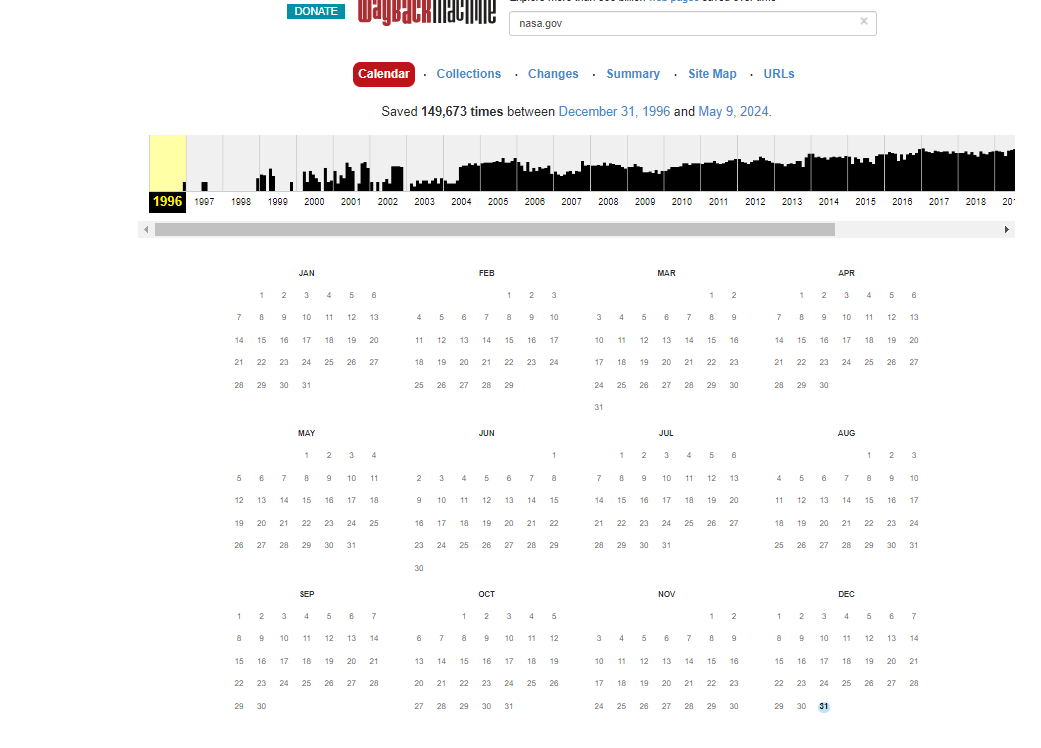 DONATE
WayBackMachine
Explore more than 866 billion web pages saved over time
nasa.gov
×
Calendar · Collections · Changes · Summary · Site Map · URLs
Saved 149,673 times between December 31, 1996 and May 9, 2024.
1996 1997 1998 1999 2000 2001 2002 2003 2004 2005 2006 2007 2008 2009 2010 2011 2012 2013 2014 2015 2016 2017 2018 201
JAN FEB MAR APR
1 2 3 4 5 6 1 2 3 1 2 1 2 3 4 5 6
7 8 9 10 11 12 13 4 5 6 7 8 9 10 3 4 5 6 7 8 9 7 8 9 10 11 12 13
14 15 16 17 18 19 20 11 12 13 14 15 16 17 10 11 12 13 14 15 16 14 15 16 17 18 19 20
21 22 23 24 25 26 27 18 19 20 21 22 23 24 17 18 19 20 21 22 23 21 22 23 24 25 26 27
28 29 30 31 25 26 27 28 29 24 25 26 27 28 29 30 28 29 30
31
MAY JUN JUL AUG
1 2 3 4 1 1 2 3 4 5 6 1 2 3
5 6 7 8 9 10 11 2 3 4 5 6 7 8 7 8 9 10 11 12 13 4 5 6 7 8 9 10
12 13 14 15 16 17 18 9 10 11 12 13 14 15 14 15 16 17 18 19 20 11 12 13 14 15 16 17
19 20 21 22 23 24 25 16 17 18 19 20 21 22 21 22 23 24 25 26 27 18 19 20 21 22 23 24
26 27 28 29 30 31 23 24 25 26 27 28 29 28 29 30 31 25 26 27 28 29 30 31
30
SEP OCT NOV DEC
1 2 3 4 5 6 7 1 2 3 4 5 1 2 1 2 3 4 5 6 7
8 9 10 11 12 13 14 6 7 8 9 10 11 12 3 4 5 6 7 8 9 8 9 10 11 12 13 14
15 16 17 18 19 20 21 13 14 15 16 17 18 19 10 11 12 13 14 15 16 15 16 17 18 19 20 21
22 23 24 25 26 27 28 20 21 22 23 24 25 26 17 18 19 20 21 22 23 22 23 24 25 26 27 28
29 30 27 28 29 30 31 24 25 26 27 28 29 30 29 30 31